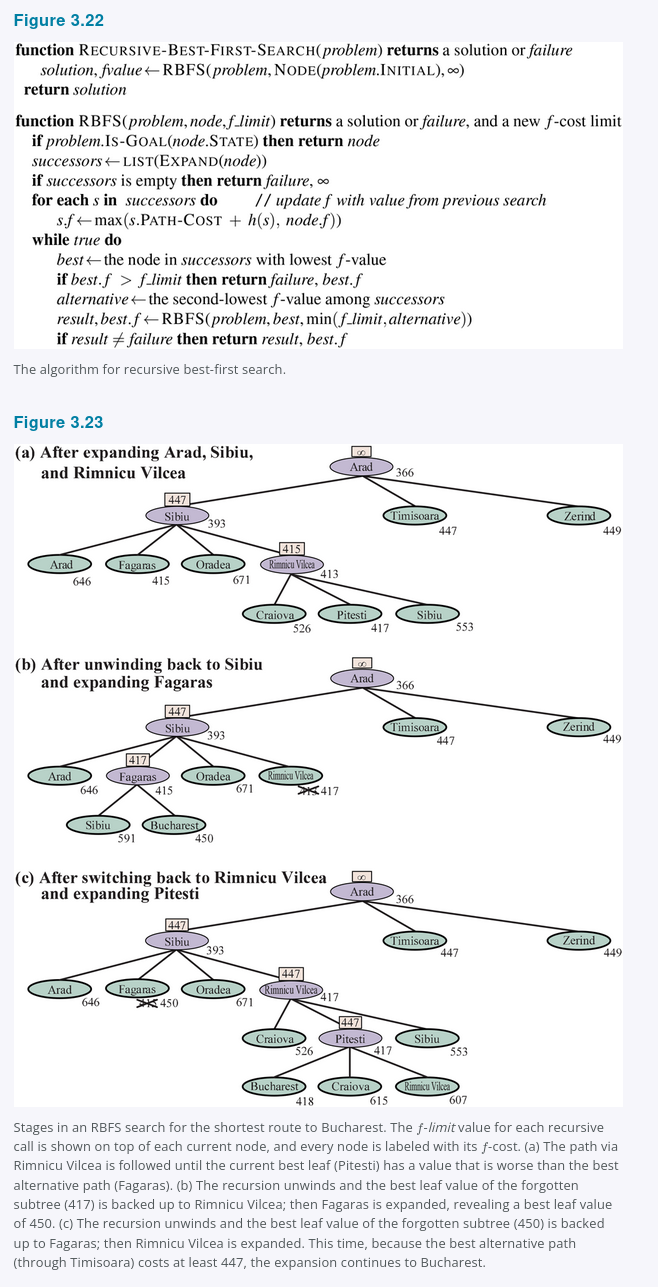 Figure 3.22
function RECURSIVE-BEST-FIRST-SEARCH(problem) returns a solution or failure
solution, fvalue ← RBFS(problem, NODE(problem.INITIAL), ∞)
return solution
function RBFS(problem, node, f_limit) returns a solution or failure, and a new f-cost limit
if problem.IS-GOAL(node.STATE) then return node
successors ← LIST(EXPAND(node))
if successors is empty then return failure, ∞
for each s in successors do // update f with value from previous search
s.f ← max(s.PATH-COST + h(s), node.f))
while true do
best ← the node in successors with lowest f-value
if best.f > f_limit then return failure, best.f
alternative ← the second-lowest f-value among successors
result, best.f ← RBFS(problem, best, min(f_limit, alternative))
if result ≠ failure then return result, best.f
The algorithm for recursive best-first search.
Figure 3.23
(a) After expanding Arad, Sibiu,
and Rimnicu Vilcea
∞
Arad 366
447
Sibiu 393
Timisoara 447
Zerind 449
Arad 646
Fagaras 415
Oradea 671
415
Rimnicu Vilcea 413
Craiova 526
Pitesti 417
Sibiu 553
(b) After unwinding back to Sibiu
and expanding Fagaras
∞
Arad 366
447
Sibiu 393
Timisoara 447
Zerind 449
Arad 646
417
Fagaras 415
Oradea 671
Rimnicu Vilcea 413 417
Sibiu 591
Bucharest 450
(c) After switching back to Rimnicu Vilcea
and expanding Pitesti
∞
Arad 366
447
Sibiu 393
Timisoara 447
Zerind 449
Arad 646
Fagaras 415 450
Oradea 671
447
Rimnicu Vilcea 417
Craiova 526
447
Pitesti 417
Sibiu 553
Bucharest 418
Craiova 615
Rimnicu Vilcea 607
Stages in an RBFS search for the shortest route to Bucharest. The f-limit value for each recursive
call is shown on top of each current node, and every node is labeled with its f-cost. (a) The path via
Rimnicu Vilcea is followed until the current best leaf (Pitesti) has a value that is worse than the best
alternative path (Fagaras). (b) The recursion unwinds and the best leaf value of the forgotten
subtree (417) is backed up to Rimnicu Vilcea; then Fagaras is expanded, revealing a best leaf value
of 450. (c) The recursion unwinds and the best leaf value of the forgotten subtree (450) is backed
up to Fagaras; then Rimnicu Vilcea is expanded. This time, because the best alternative path
(through Timisoara) costs at least 447, the expansion continues to Bucharest.